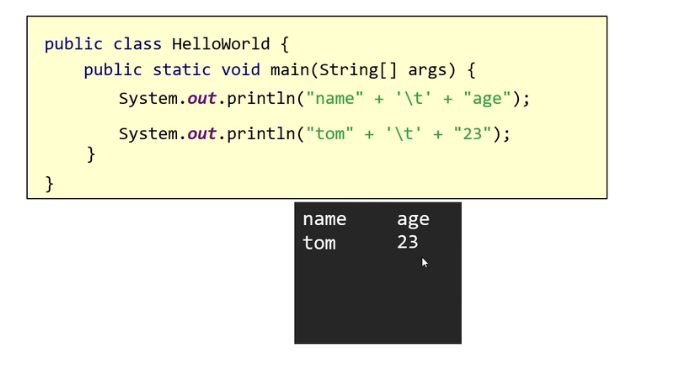 public class HelloWorld {
public static void main(String[] args) {
System.out.println("name" + '\t' + "age");
System.out.println("tom" + '\t' + "23");
}
}
name age
tom 23